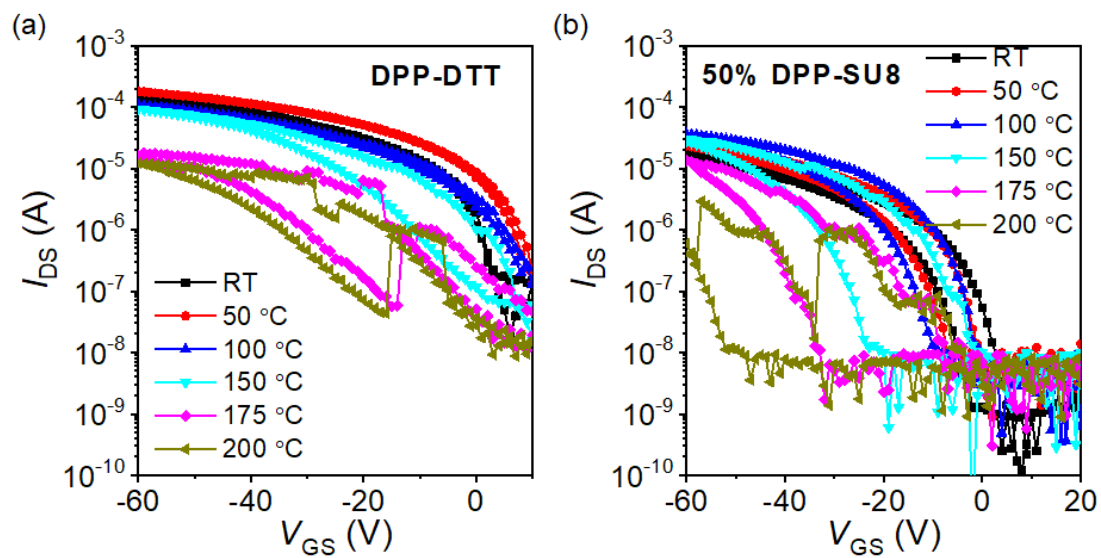 (a)
DPP-DTT
10⁻³
10⁻⁴
10⁻⁵
10⁻⁶
10⁻⁷
10⁻⁸
10⁻⁹
10⁻¹⁰
I_DS (A)
RT
50 °C
100 °C
150 °C
175 °C
200 °C
-60
-40
-20
0
V_GS (V)
(b)
50% DPP-SU8
10⁻³
10⁻⁴
10⁻⁵
10⁻⁶
10⁻⁷
10⁻⁸
10⁻⁹
10⁻¹⁰
I_DS (A)
RT
50 °C
100 °C
150 °C
175 °C
200 °C
-60
-40
-20
0
20
V_GS (V)